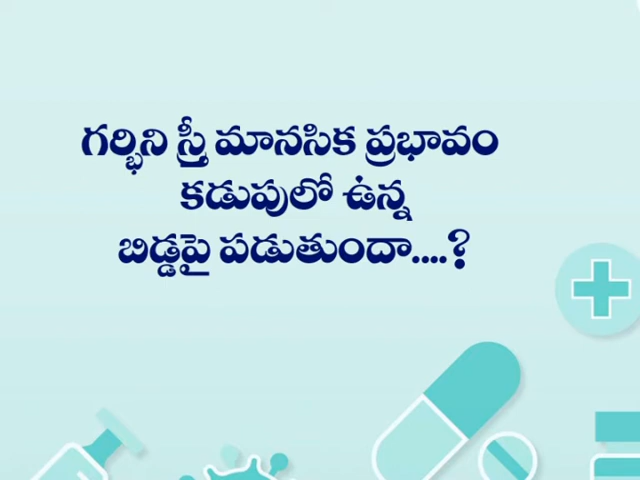 గర్భిని స్త్రీ మానసిక ప్రభావం
కడుపులో ఉన్న
బిడ్డపై పడుతుందా....?